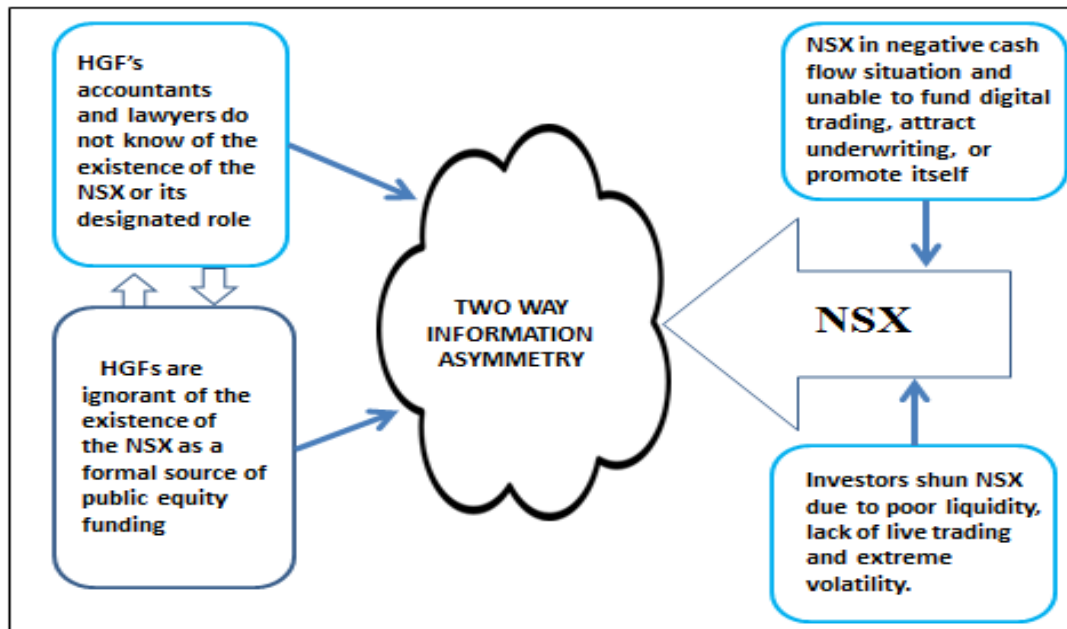 HGF's
accountants
and lawyers do
not know of the
existence of the
NSX or its
designated role
HGFs are
ignorant of the
existence of
the NSX as a
formal source of
public equity
funding
TWO WAY
INFORMATION
ASYMMETRY
NSX in negative cash
flow situation and
unable to fund digital
trading, attract
underwriting, or
promote itself
NSX
Investors shun NSX
due to poor liquidity,
lack of live trading
and extreme
volatility.